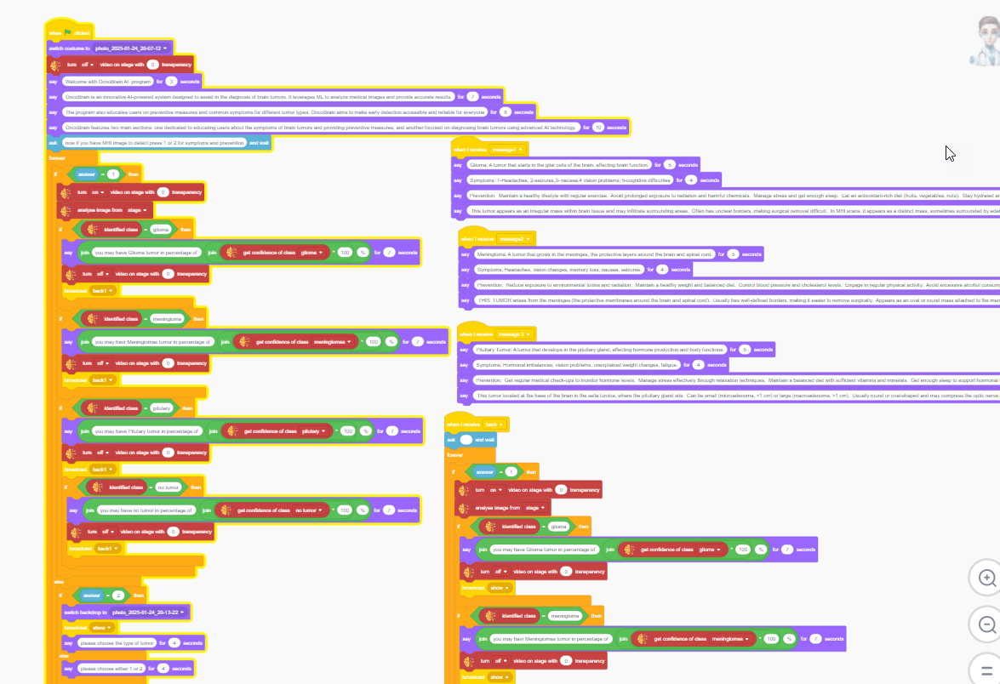 when clicked
switch costume to photo_2025-01-24_20-07-12
turn off video on stage with 0 transparency
say Welcome with OcnoBrain AI program for 3 seconds
say OncoBrain is an innovative AI-powered system designed to assist in the diagnosis of brain tumors. It leverages ML to analyze medical images and provide accurate results. for 7 seconds
say The program also educates users on preventive measures and common symptoms for different tumor types. OncoBrain aims to make early detection accessible and reliable for everyone for 8 seconds
say OncoBrain features two main sections: one dedicated to educating users about the symptoms of brain tumors and providing preventive measures, and another focused on diagnosing brain tumors using advanced AI technology. for 10 seconds
ask now if you have MHI image to detect press 1 or 2 for symptoms and prevention and wait
forever
if answer = 1 then
turn on video on stage with 0 transparency
analyse image from stage
if identified class = glioma then
say join you may have Glioma tumor in percentage of join get confidence of class glioma * 100 % for 7 seconds
turn off video on stage with 0 transparency
broadcast back1
if identified class = meningioma then
say join you may havr Meningiomas tumor in percentage of join get confidence of class meningiomas * 100 % for 7 seconds
turn off video on stage with 0 transparency
broadcast back1
if identified class = pitutary then
say join you may have Pitutary tumor in percentage of join get confidence of class pitutary * 100 % for 7 seconds
turn off video on stage with 0 transparency
broadcast back1
if identified class = no tumor then
say join you may have no tumor in percentage of join get confidence of class no tumor * 100 % for 7 seconds
turn off video on stage with 0 transparency
broadcast back1
else
if answer = 2 then
switch backdrop to photo_2025-01-24_20-13-22
broadcast show
say please choose the type of tumor for 4 seconds
else
say please choose either 1 or 2 for 4 seconds
when I receive message1
say Glioma: A tumor that starts in the glial cells of the brain, affecting brain function. for 5 seconds
say Symptoms: 1-Headaches, 2-seizures,3- nausea,4 vision problems, 5-cognitive difficulties for 4 seconds
say Prevention: Maintain a healthy lifestyle with regular exercise. Avoid prolonged exposure to radiation and harmful chemicals. Manage stress and get enough sleep. Eat an antioxidant-rich diet (fruits, vegetables, nuts). Stay hydrated
say This tumor appears as an irregular mass within brain tissue and may infiltrate surrounding areas. Often has unclear borders, making surgical removal difficult. In MHI scans, it appears as a distinct mass, sometimes surrounded by
when I receive message2
say Meningioma: A tumor that grows in the meninges, the protective layers around the brain and spinal cord. for 5 seconds
say Symptoms: Headaches, vision changes, memory loss, nausea, seizures. for 4 seconds
say Prevention: Reduce exposure to environmental toxins and radiation. Maintain a healthy weight and balanced diet. Control blood pressure and cholesterol levels. Engage in regular physical activity. Avoid excessive alcohol
say THIS TUMOR arises from the meninges (the protective membranes around the brain and spinal cord). Usually has well-defined borders, making it easier to remove surgically. Appears as an oval or round mass attached to the
when I receive message 3
say Pituitary Tumor: A tumor that develops in the pituitary gland, affecting hormone production and body functions. for 5 seconds
say Symptoms: Hormonal imbalances, vision problems, unexplained weight changes, fatigue. for 4 seconds
say Prevention: Get regular medical check-ups to monitor hormone levels. Manage stress effectively through relaxation techniques. Maintain a balanced diet with sufficient vitamins and minerals. Get enough sleep to support hormonal
say This tumor located at the base of the brain in the sella turcica, where the pituitary gland sits. Can be small (microadenoma, <1 cm) or large (macroadenoma, >1 cm). Usually round or oval-shaped and may compress the optic nerve
when I receive back
ask and wait
forever
if answer = 1 then
turn on video on stage with 0 transparency
analyse image from stage
if identified class = glioma then
say join you may have Glioma tumor in percentage of join get confidence of class glioma * 100 % for 7 seconds
turn off video on stage with 0 transparency
broadcast show
if identified class = meningioma then
say join you may havr Meningiomas tumor in percentage of join get confidence of class meningiomas * 100 % for 7 seconds
turn off video on stage with 0 transparency
broadcast show